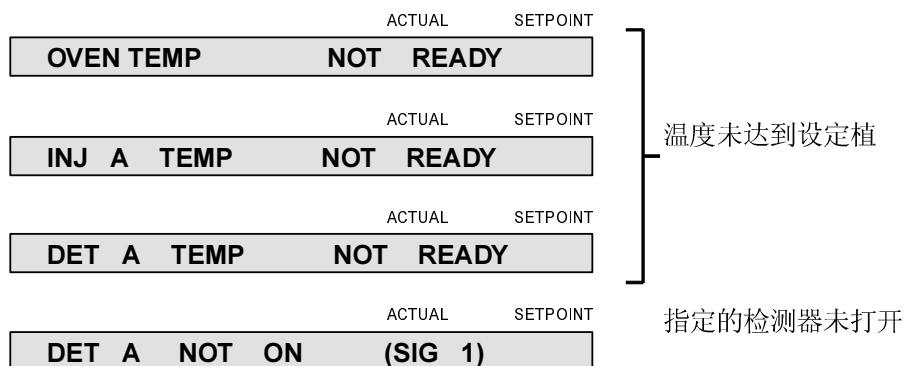 ACTUAL SETPOINT
OVEN TEMP NOT READY
ACTUAL SETPOINT
INJ A TEMP NOT READY
温度未达到设定植
ACTUAL SETPOINT
DET A TEMP NOT READY
ACTUAL SETPOINT
指定的检测器未打开
DET A NOT ON (SIG 1)